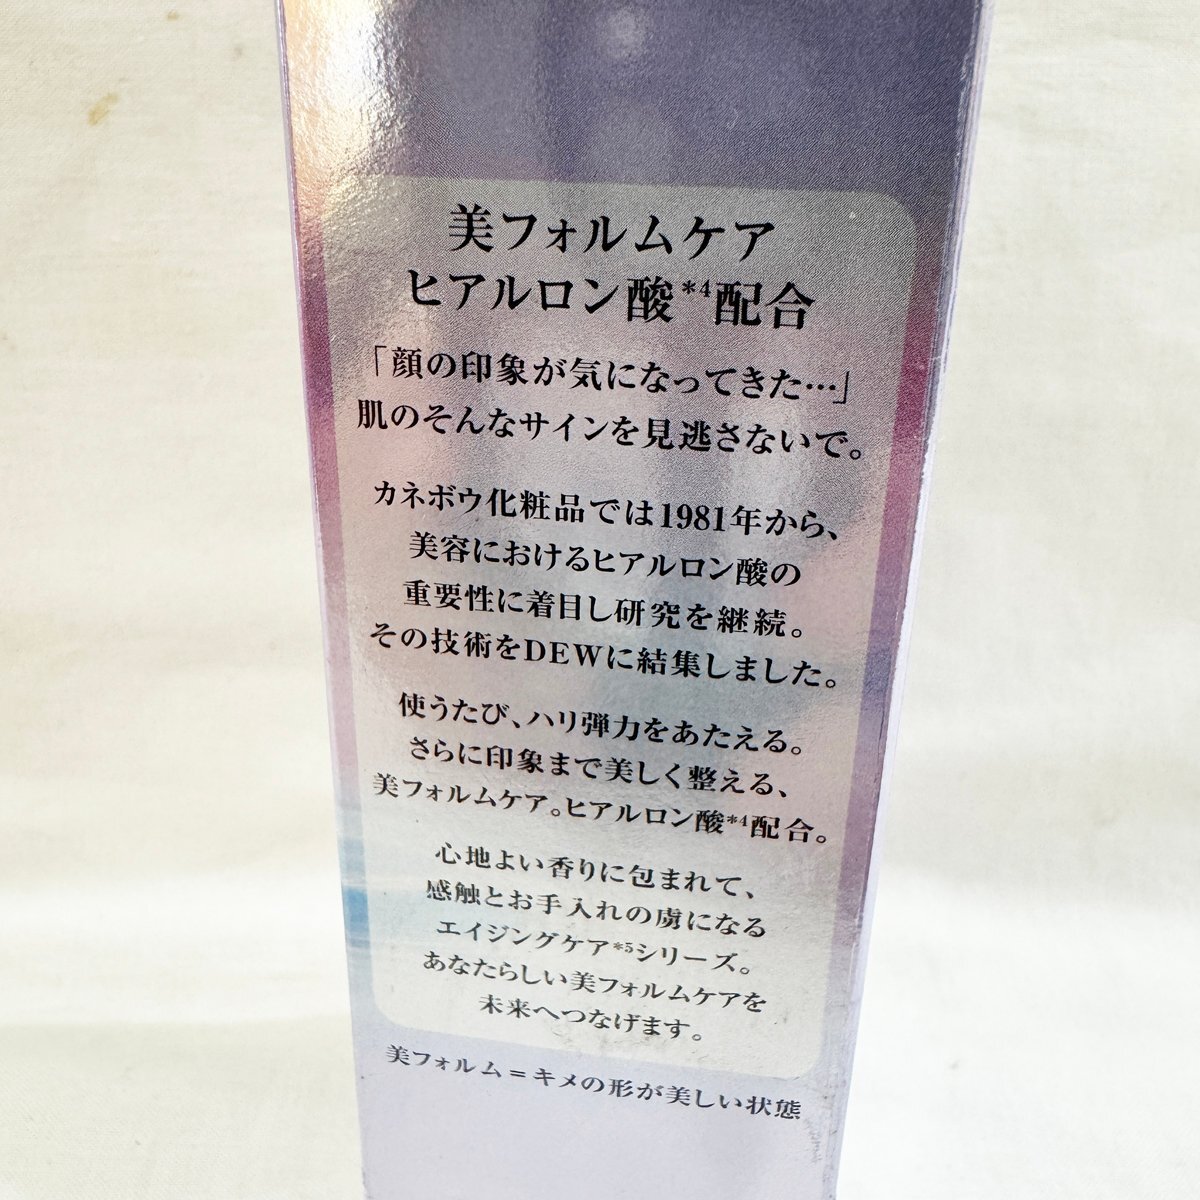 美フォルムケア
ヒアルロン酸*4配合
「顔の印象が気になってきた…」
肌のそんなサインを見逃さないで。
カネボウ化粧品では1981年から、
美容におけるヒアルロン酸の
重要性に着目し研究を継続。
その技術をDEWに結集しました。
使うたび、ハリ弾力をあたえる。
さらに印象まで美しく整える、
美フォルムケア。ヒアルロン酸*4配合。
心地よい香りに包まれて、
感触とお手入れの虜になる
エイジングケア*5シリーズ。
あなたらしい美フォルムケアを
未来へつなげます。
美フォルム＝キメの形が美しい状態